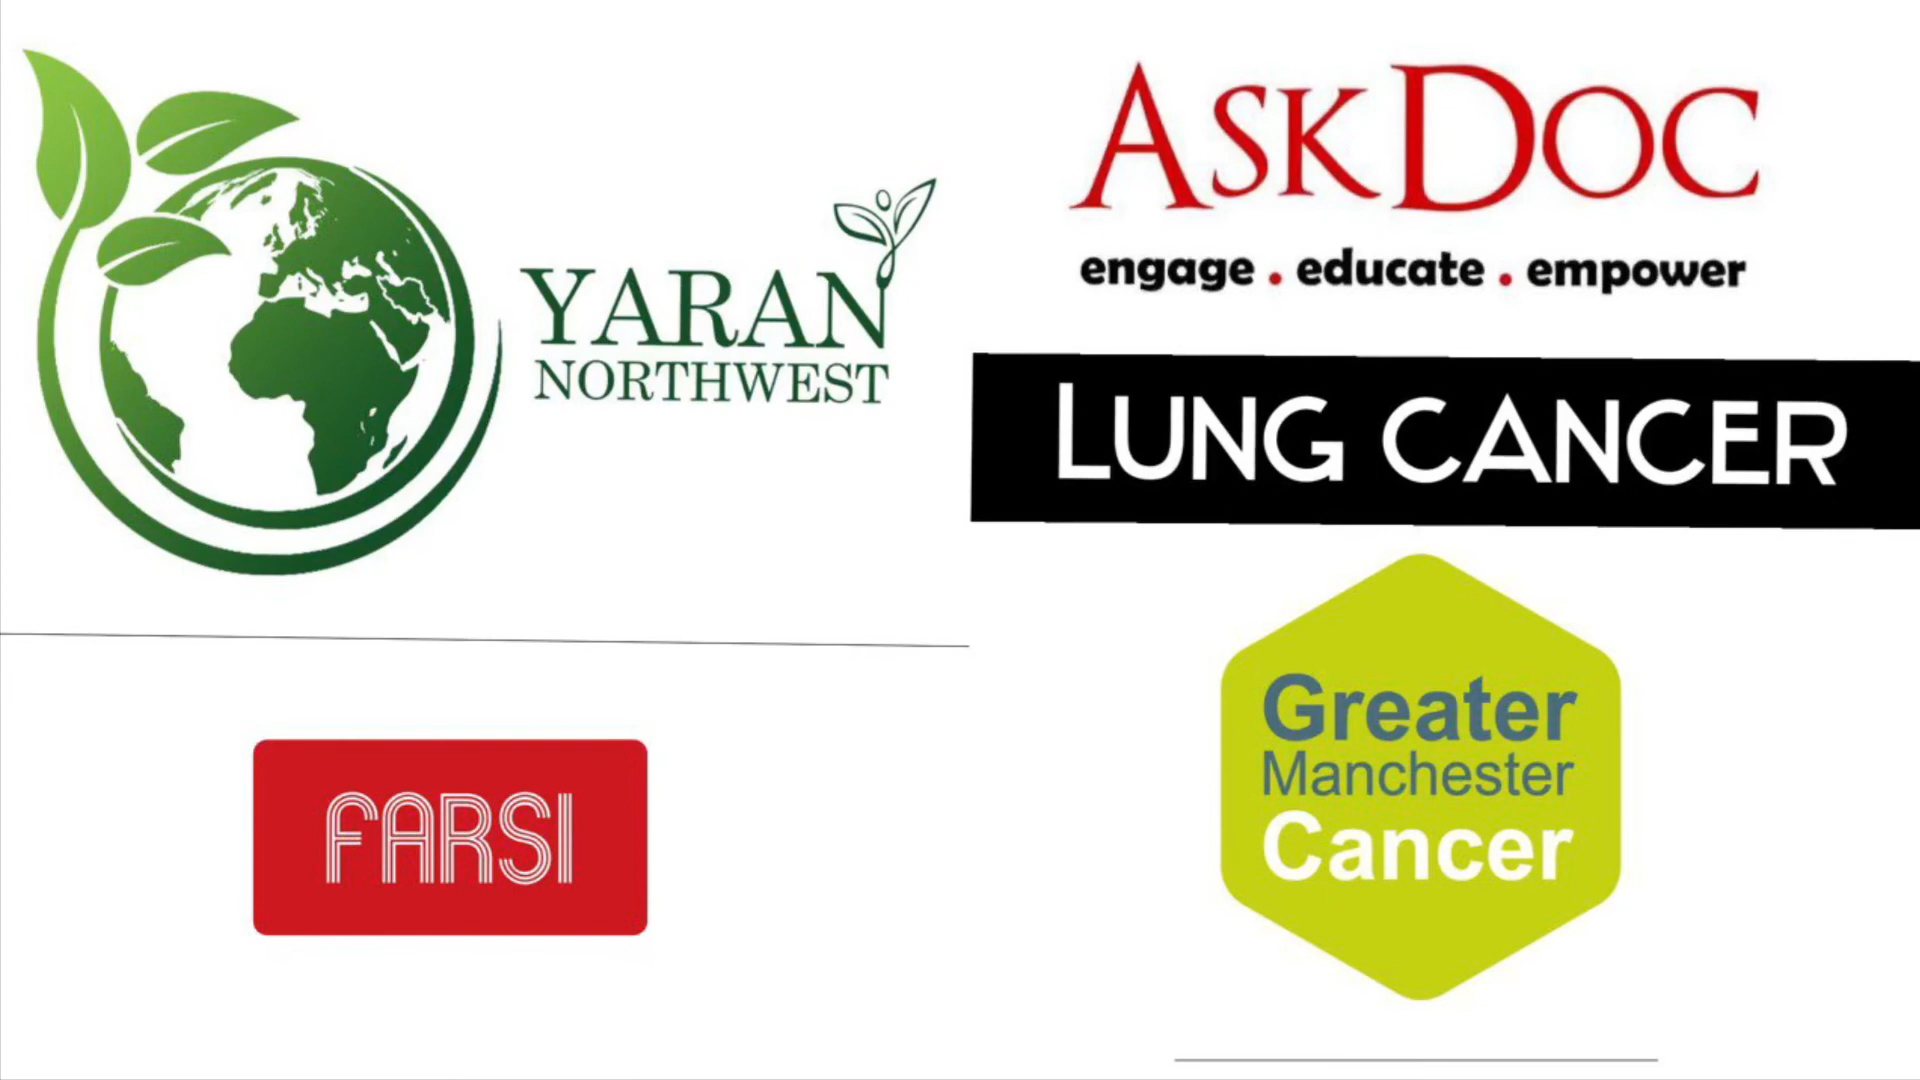 YARAN
NORTHWEST
ASKDOC
engage . educate . empower
LUNG CANCER
FARSI
Greater
Manchester
Cancer